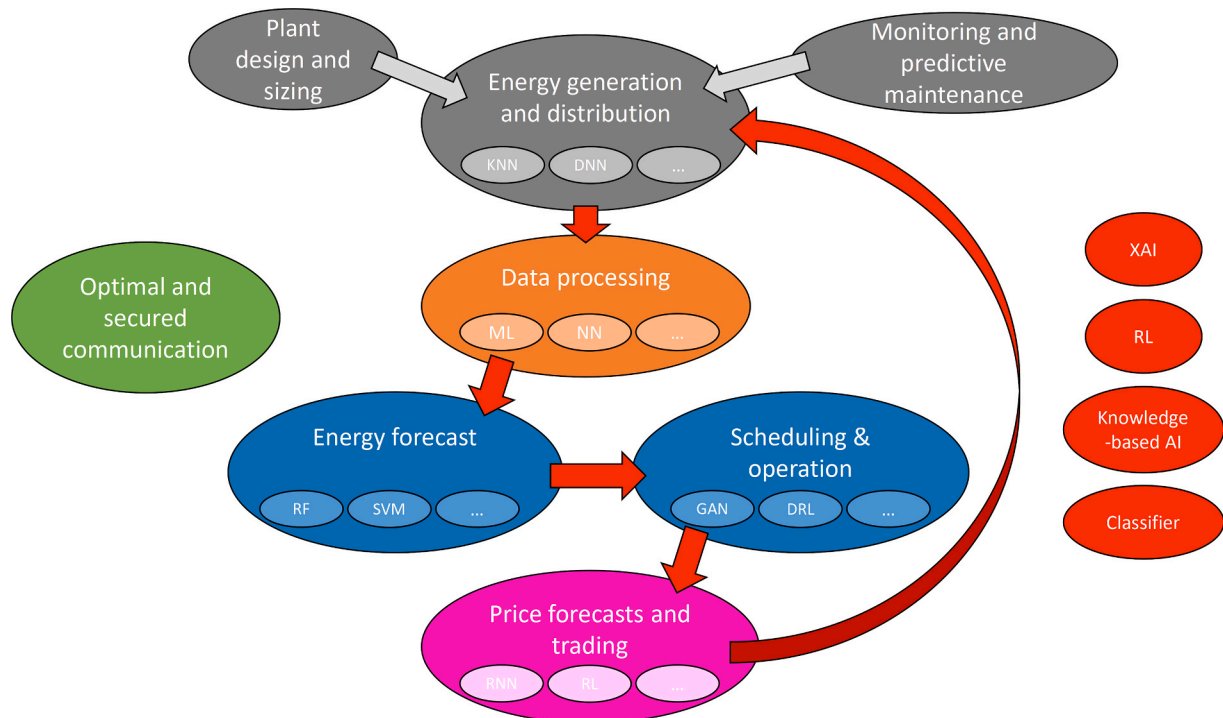 Plant
design and
sizing
Energy generation
and distribution
KNN
DNN
...
Monitoring and
predictive
maintenance
Optimal and
secured
communication
Data processing
ML
NN
...
Energy forecast
RF
SVM
...
Scheduling &
operation
GAN
DRL
...
Price forecasts and
trading
RNN
RL
...
XAI
RL
Knowledge
-based AI
Classifier